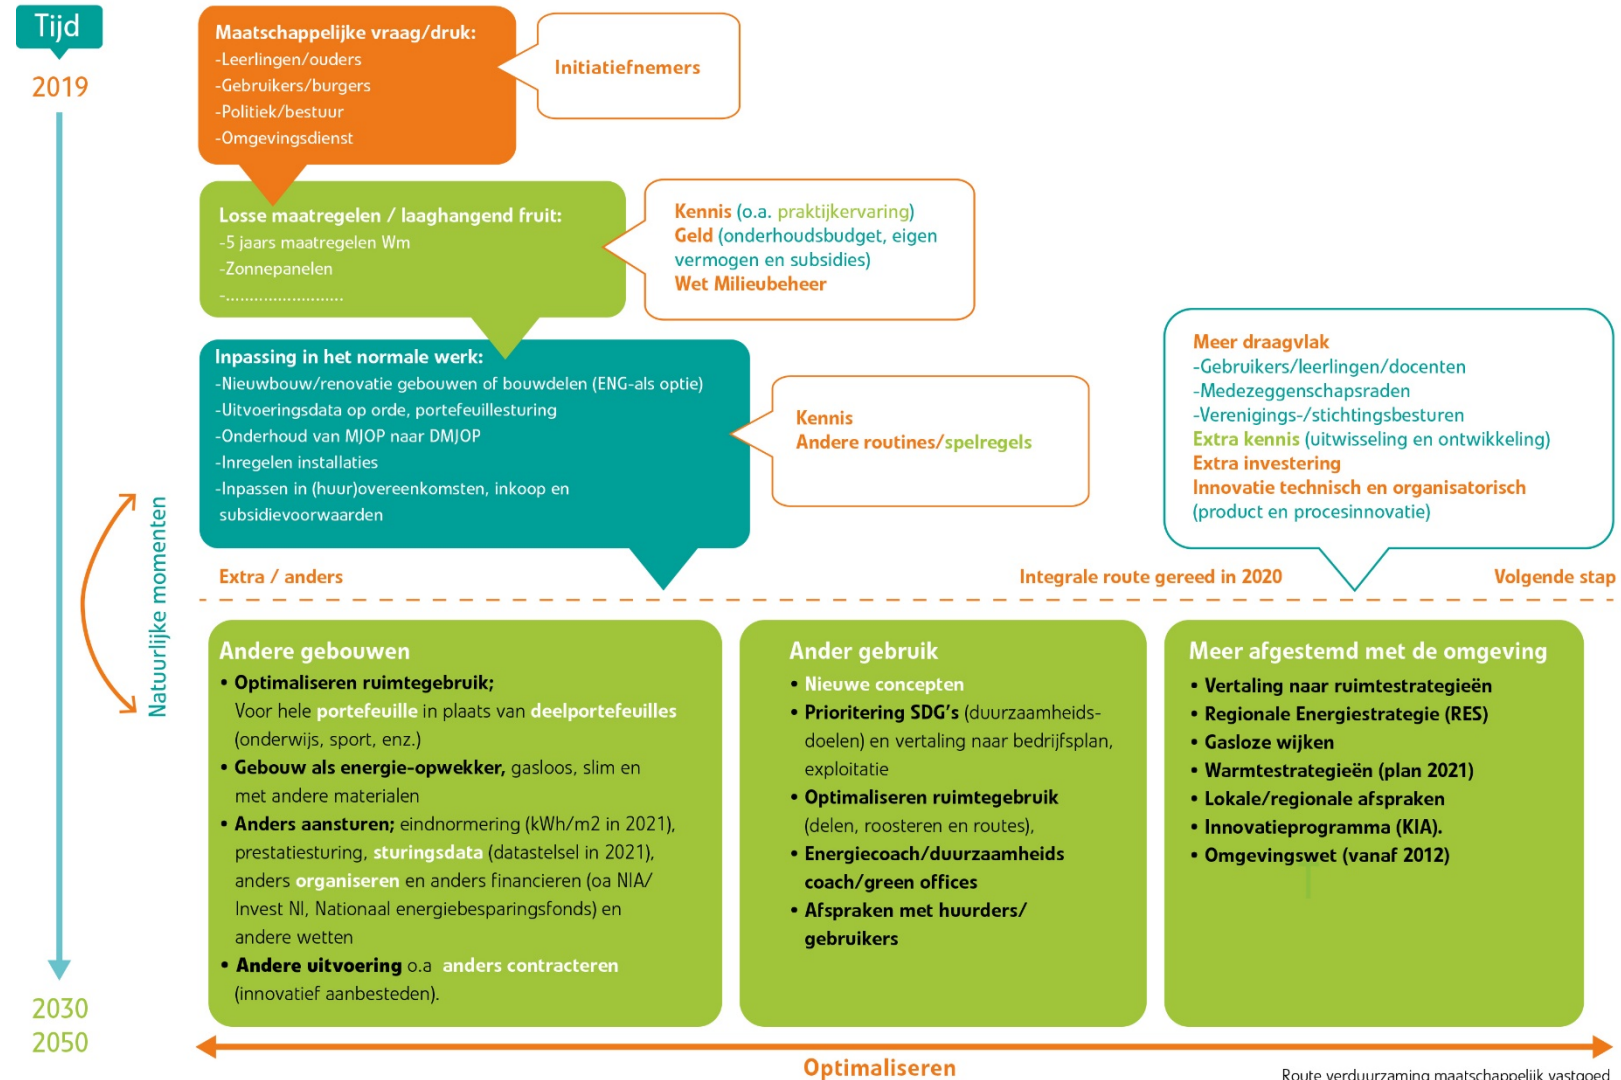 Tijd
2019
Maatschappelijke vraag/druk:
-Leerlingen/ouders
-Gebruikers/burgers
-Politiek/bestuur
-Omgevingsdienst
Initiatiefnemers
Losse maatregelen / laaghangend fruit:
-5 jaars maatregelen Wm
-Zonnepanelen
-.........................
Kennis (o.a. praktijkervaring)
Geld (onderhoudsbudget, eigen
vermogen en subsidies)
Wet Milieubeheer
Inpassing in het normale werk:
-Nieuwbouw/renovatie gebouwen of bouwdelen (ENG-als optie)
-Uitvoeringsdata op orde, portefeuillesturing
-Onderhoud van MJOP naar DMJOP
-Inregelen installaties
-Inpassen in (huur)overeenkomsten, inkoop en
subsidievoorwaarden
Kennis
Andere routines/spelregels
Meer draagvlak
-Gebruikers/leerlingen/docenten
-Medezeggenschapsraden
-Verenigings-/stichtingsbesturen
Extra kennis (uitwisseling en ontwikkeling)
Extra investering
Innovatie technisch en organisatorisch
(product en procesinnovatie)
Natuurlijke momenten
Extra / anders
Integrale route gereed in 2020
Volgende stap
Andere gebouwen
• Optimaliseren ruimtegebruik;
Voor hele portefeuille in plaats van deelportefeuilles
(onderwijs, sport, enz.)
• Gebouw als energie-opwekker, gasloos, slim en
met andere materialen
• Anders aansturen; eindnormering (kWh/m2 in 2021),
prestatiesturing, sturingsdata (datastelsel in 2021),
anders organiseren en anders financieren (oa NIA/
Invest NI, Nationaal energiebesparingsfonds) en
andere wetten
• Andere uitvoering o.a anders contracteren
(innovatief aanbesteden).
Ander gebruik
• Nieuwe concepten
• Prioritering SDG's (duurzaamheids-
doelen) en vertaling naar bedrijfsplan,
exploitatie
• Optimaliseren ruimtegebruik
(delen, roosteren en routes),
• Energiecoach/duurzaamheids
coach/green offices
• Afspraken met huurders/
gebruikers
Meer afgestemd met de omgeving
• Vertaling naar ruimtestrategieën
• Regionale Energiestrategie (RES)
• Gasloze wijken
• Warmtestrategieën (plan 2021)
• Lokale/regionale afspraken
• Innovatieprogramma (KIA).
• Omgevingswet (vanaf 2012)
2030
2050
Optimaliseren
Route verduurzaming maatschappelijk vastgoed